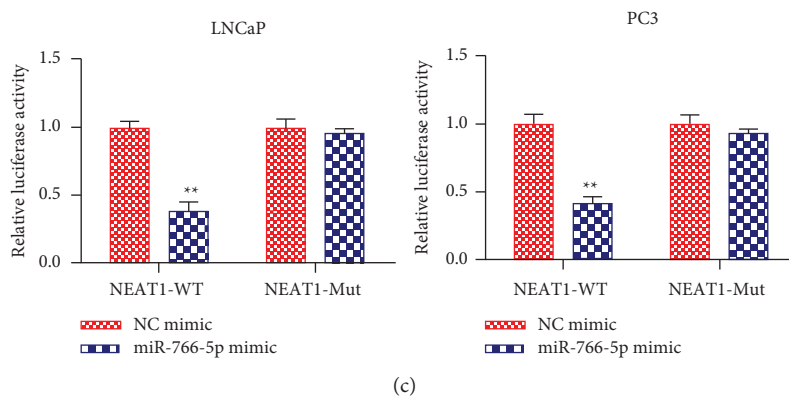 LNCaP
Relative luciferase activity
1.5
1.0
0.5
0.0
**
NEAT1-WT NEAT1-Mut
NC mimic
miR-766-5p mimic
PC3
Relative luciferase activity
1.5
1.0
0.5
0.0
**
NEAT1-WT NEAT1-Mut
NC mimic
miR-766-5p mimic
(c)